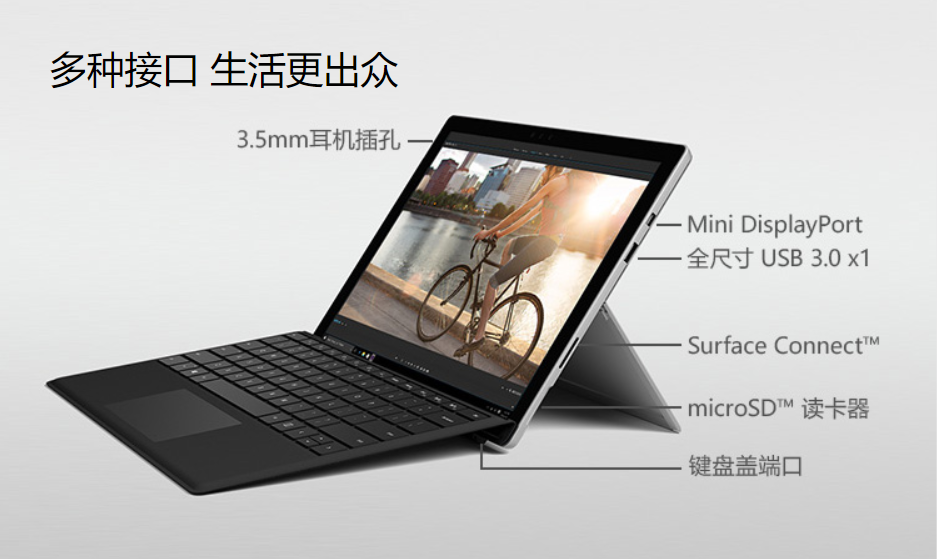 多种接口 生活更出众
3.5mm耳机插孔
Mini DisplayPort
全尺寸 USB 3.0 x1
Surface Connect™
microSD™ 读卡器
键盘盖端口